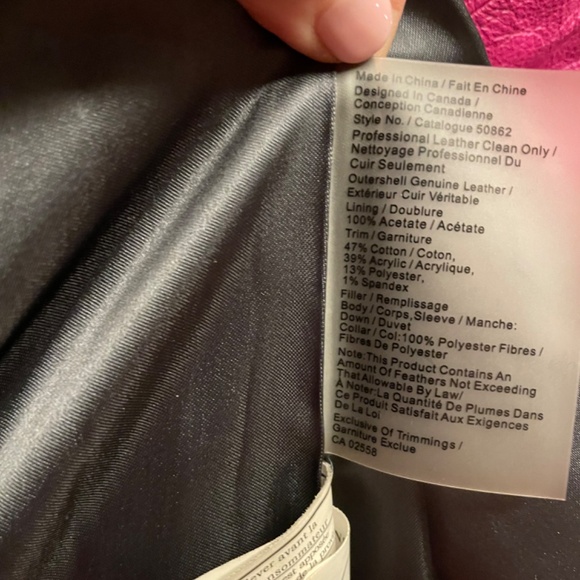 Made in China / Fait En Chine
Designed In Canada /
Conception Canadienne
Style No. / Catalogue 50862
Professional Leather Clean Only /
Nettoyage Professionnel Du
Cuir Seulement
Outershell Genuine Leather /
Extérieur Cuir Véritable
Lining / Doublure
100% Acetate / Acétate
Trim / Garniture
47% Cotton / Coton,
39% Acrylic / Acrylique,
13% Polyester,
1% Spandex
Filler / Remplissage
Body / Corps,Sleeve / Manche:
Down / Duvet
Collar / Col:100% Polyester Fibres /
Fibres De Polyester
Note:This Product Contains An
Amount Of Feathers Not Exceeding
That Allowable By Law/
À Noter:La Quantité De Plumes Dans
Ce Produit Satisfait Aux Exigences
De La Loi
Exclusive Of Trimmings /
Garniture Exclue
CA 02558
ever avant la
nsommateur